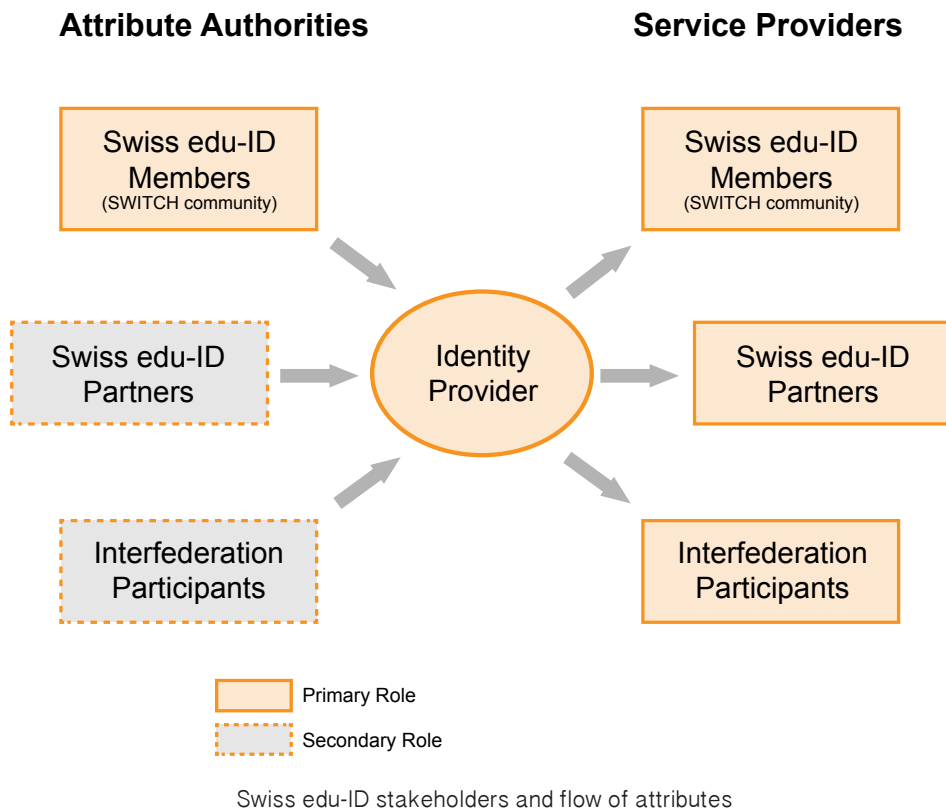 Attribute Authorities
Service Providers
Swiss edu-ID
Members
(SWITCH community)
Swiss edu-ID
Members
(SWITCH community)
Swiss edu-ID
Partners
Identity
Provider
Swiss edu-ID
Partners
Interfederation
Participants
Interfederation
Participants
Primary Role
Secondary Role
Swiss edu-ID stakeholders and flow of attributes